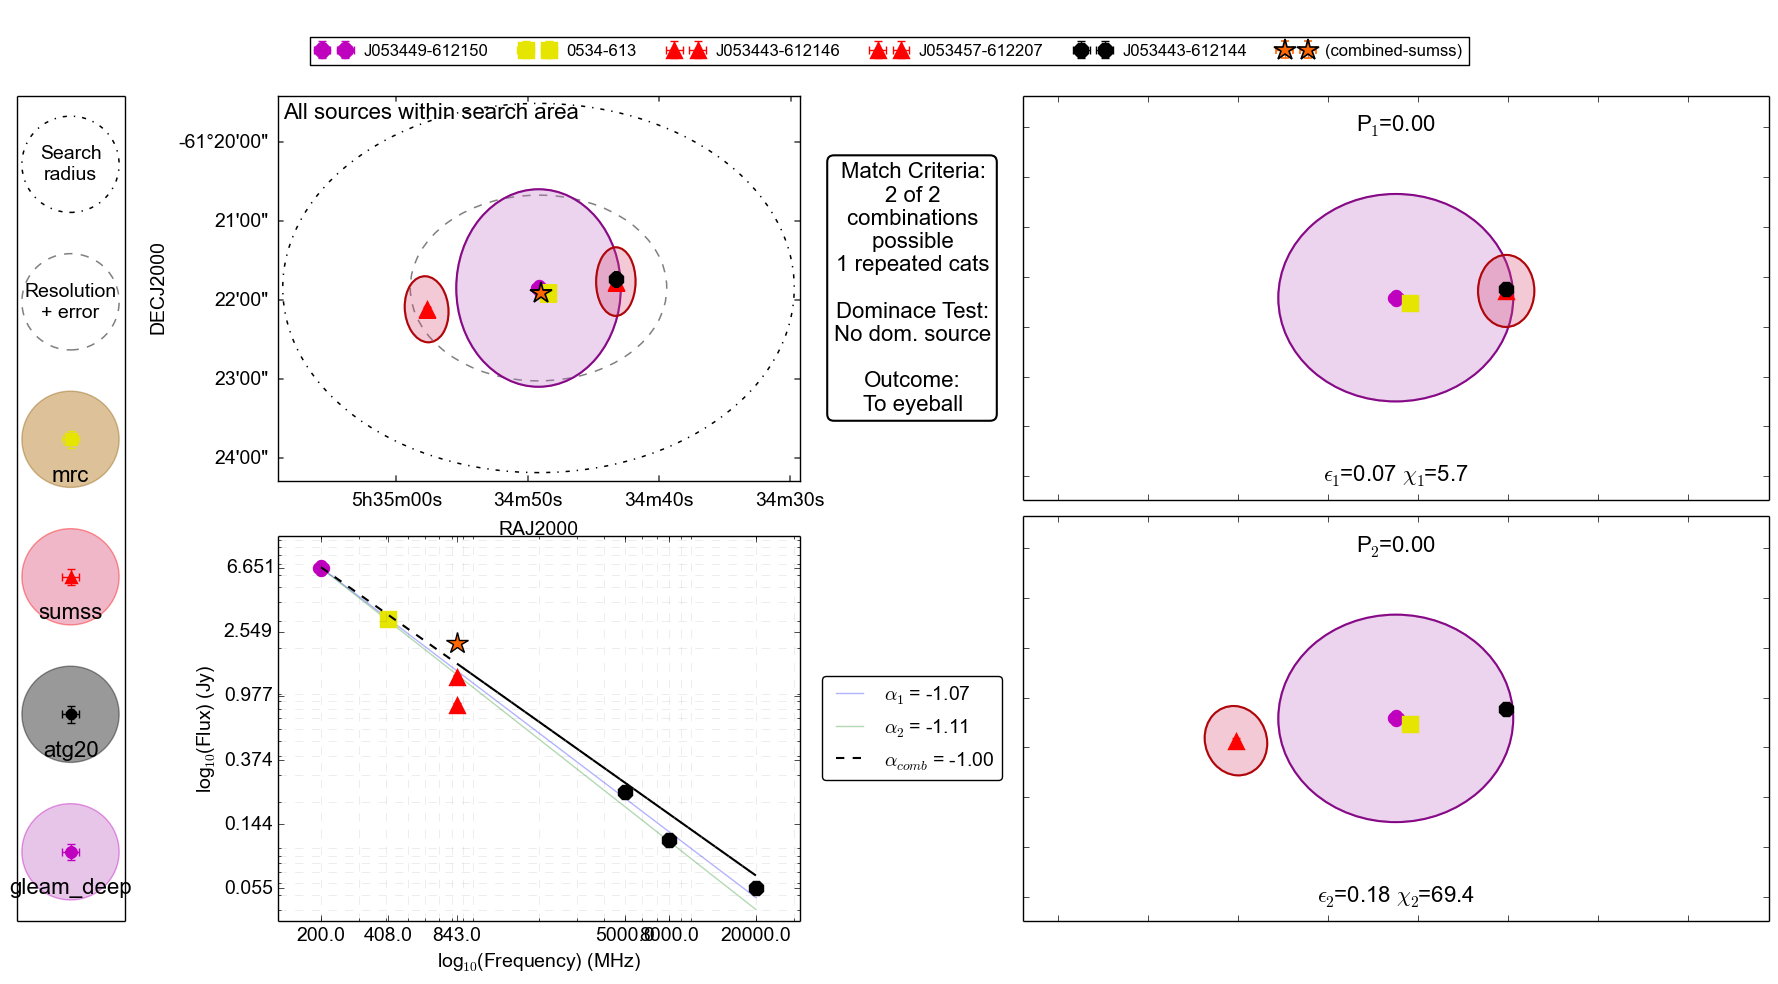 J053449-612150 0534-613 J053443-612146 J053457-612207 J053443-612144 (combined-sumss)
Search
radius
Resolution
+ error
mrc
sumss
atg20
gleam_deep
All sources within search area
DECJ2000
-61°20'00"
21'00"
22'00"
23'00"
24'00"
5h35m00s 34m50s 34m40s 34m30s
RAJ2000
Match Criteria:
2 of 2
combinations
possible
1 repeated cats
Dominace Test:
No dom. source
Outcome:
To eyeball
P1=0.00
ϵ1=0.07 χ1=5.7
log10(Flux) (Jy)
6.651
2.549
0.977
0.374
0.144
0.055
200.0 408.0 843.0 5000.0 8000.0 20000.0
log10(Frequency) (MHz)
α1 = -1.07
α2 = -1.11
αcomb = -1.00
P2=0.00
ϵ2=0.18 χ2=69.4